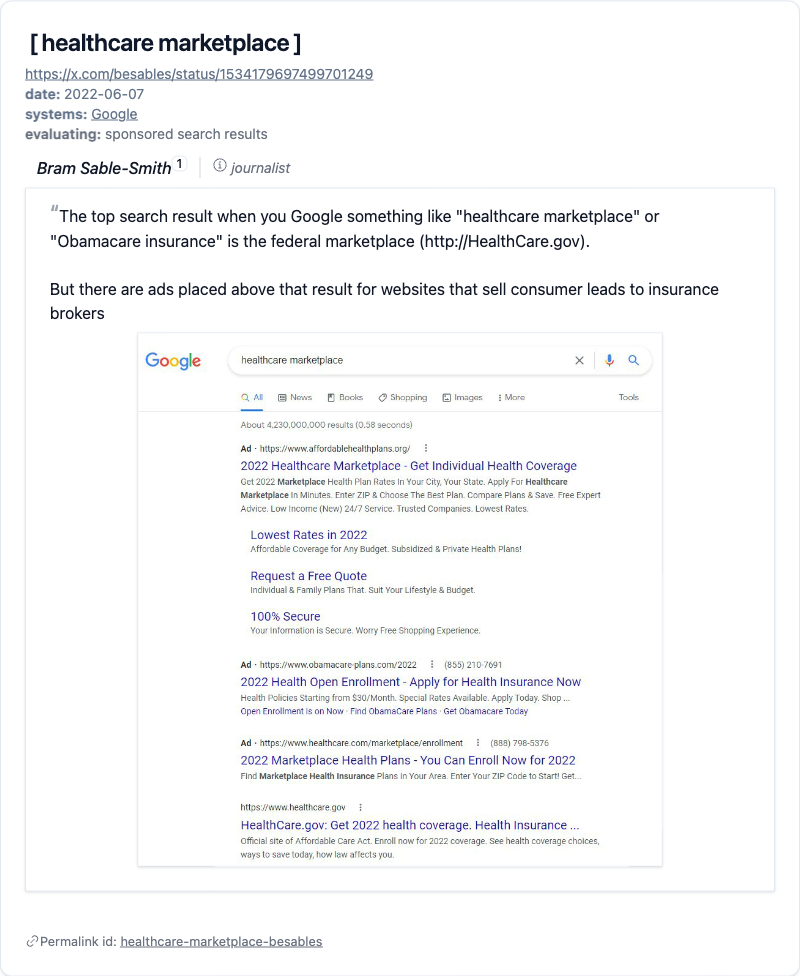 [ healthcare marketplace ]
https://x.com/besables/status/1534179697499701249
date: 2022-06-07
systems: Google
evaluating: sponsored search results
Bram Sable-Smith 1 journalist
"The top search result when you Google something like "healthcare marketplace" or
"Obamacare insurance" is the federal marketplace (http://HealthCare.gov).
But there are ads placed above that result for websites that sell consumer leads to insurance
brokers
Google healthcare marketplace
All News Books Shopping Images More Tools
About 4,230,000,000 results (0.58 seconds)
Ad · https://www.affordablehealthplans.org/
2022 Healthcare Marketplace - Get Individual Health Coverage
Get 2022 Marketplace Health Plan Rates In Your City, Your State. Apply For Healthcare
Marketplace In Minutes. Enter ZIP & Choose The Best Plan. Compare Plans & Save. Free Expert
Advice. Low Income (New) 24/7 Service. Trusted Companies. Lowest Rates.
Lowest Rates in 2022
Affordable Coverage for Any Budget. Subsidized & Private Health Plans!
Request a Free Quote
Individual & Family Plans That. Suit Your Lifestyle & Budget.
100% Secure
Your Information is Secure. Worry Free Shopping Experience.
Ad · https://www.obamacare-plans.com/2022 (855) 210-7691
2022 Health Open Enrollment - Apply for Health Insurance Now
Health Policies Starting from $30/Month. Special Rates Available. Apply Today. Shop ...
Open Enrollment is on Now · Find ObamaCare Plans · Get Obamacare Today
Ad · https://www.healthcare.com/marketplace/enrollment (888) 798-5376
2022 Marketplace Health Plans - You Can Enroll Now for 2022
Find Marketplace Health Insurance Plans in Your Area. Enter Your ZIP Code to Start! Get...
https://www.healthcare.gov
HealthCare.gov: Get 2022 health coverage. Health Insurance ...
Official site of Affordable Care Act. Enroll now for 2022 coverage. See health coverage choices,
ways to save today, how law affects you.
Permalink id: healthcare-marketplace-besables